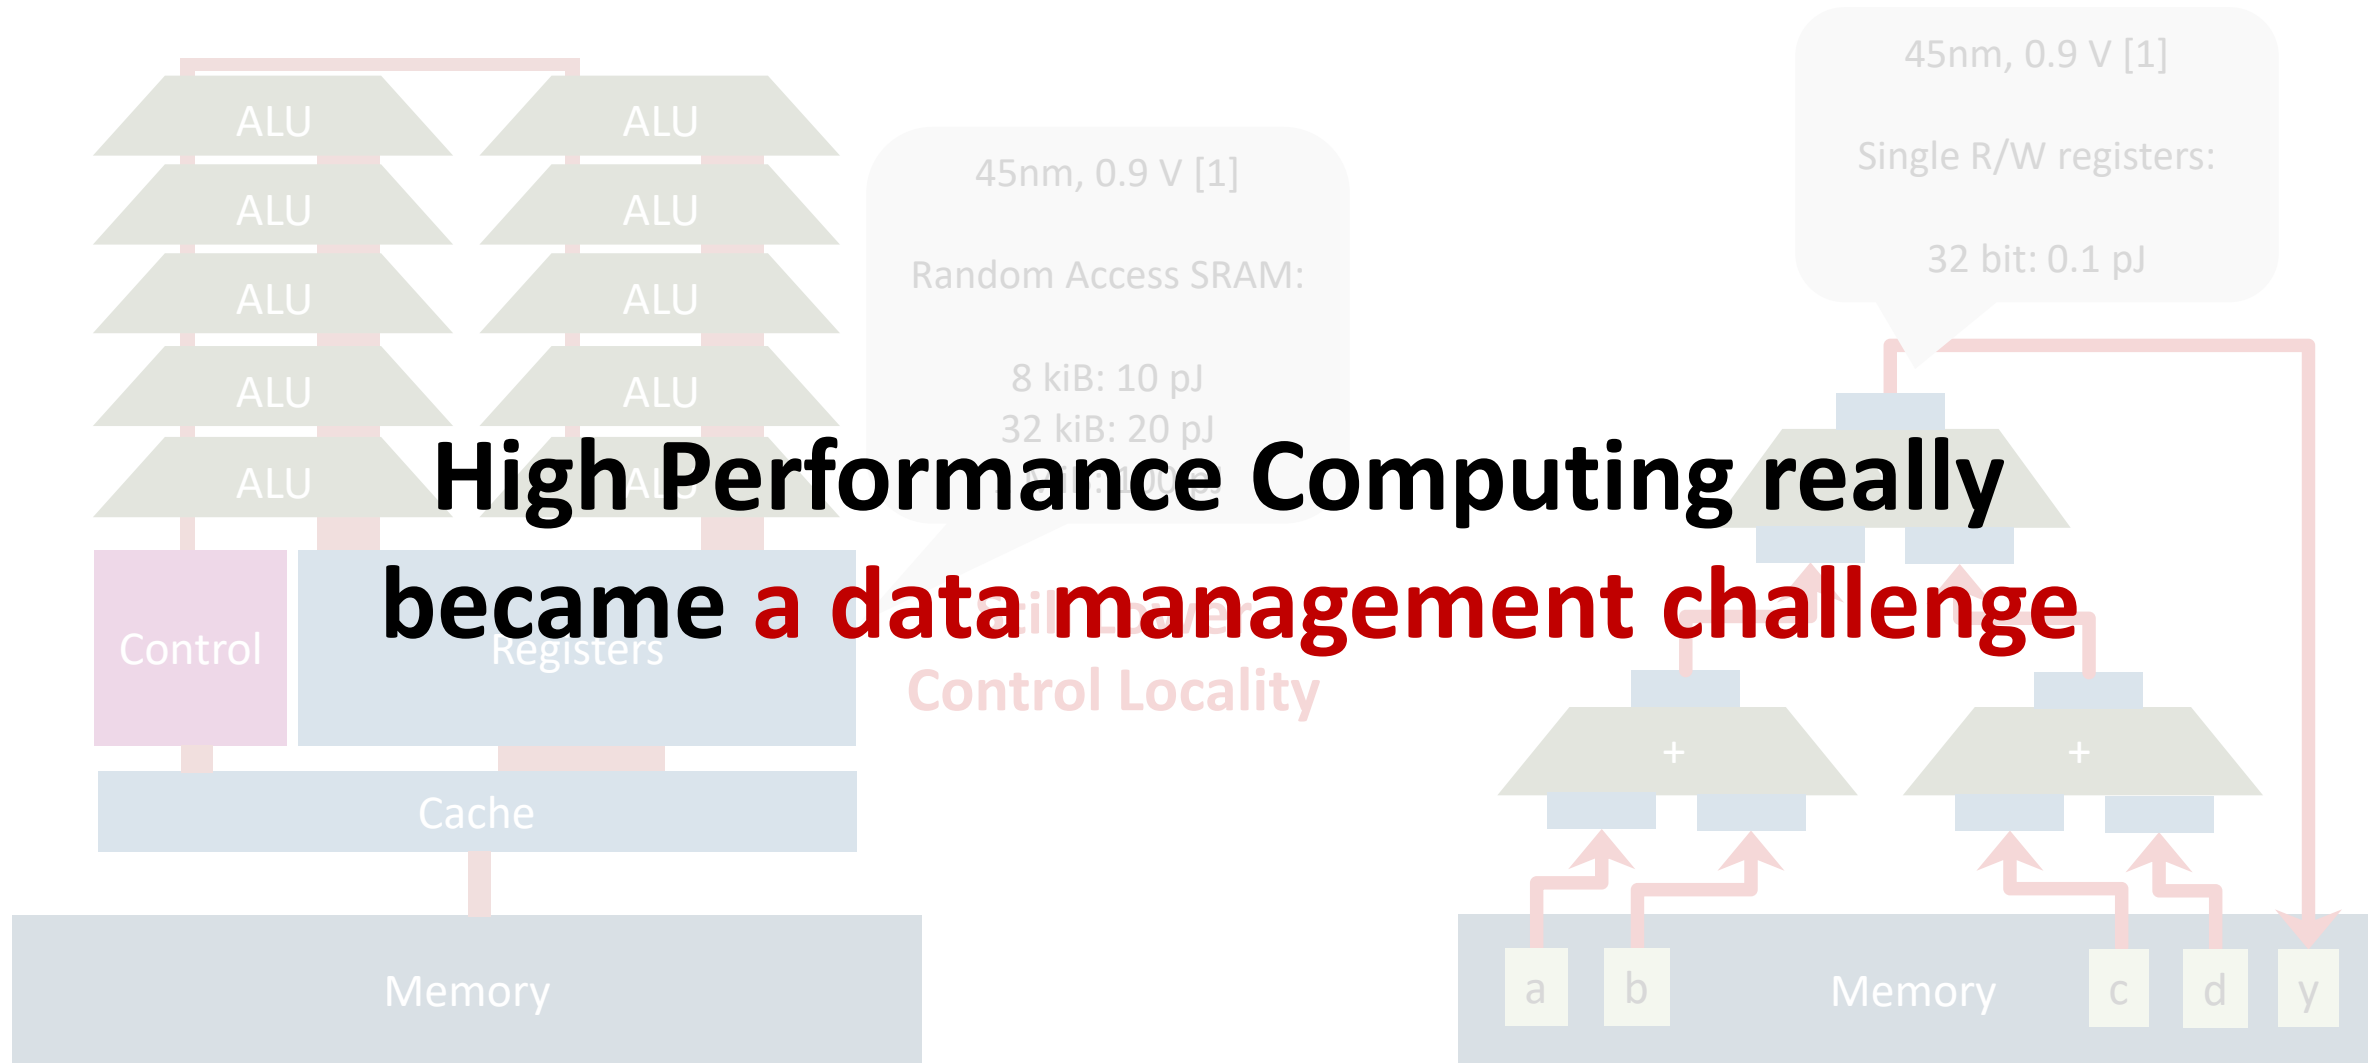 High Performance Computing really
became a data management challenge
ALU
ALU
ALU
ALU
ALU
ALU
ALU
ALU
ALU
ALU
Control
Registers
Cache
Memory
45nm, 0.9 V [1]
Random Access SRAM:
8 kiB: 10 pJ
32 kiB: 20 pJ
Control Locality
45nm, 0.9 V [1]
Single R/W registers:
32 bit: 0.1 pJ
+
+
a
b
Memory
c
d
y